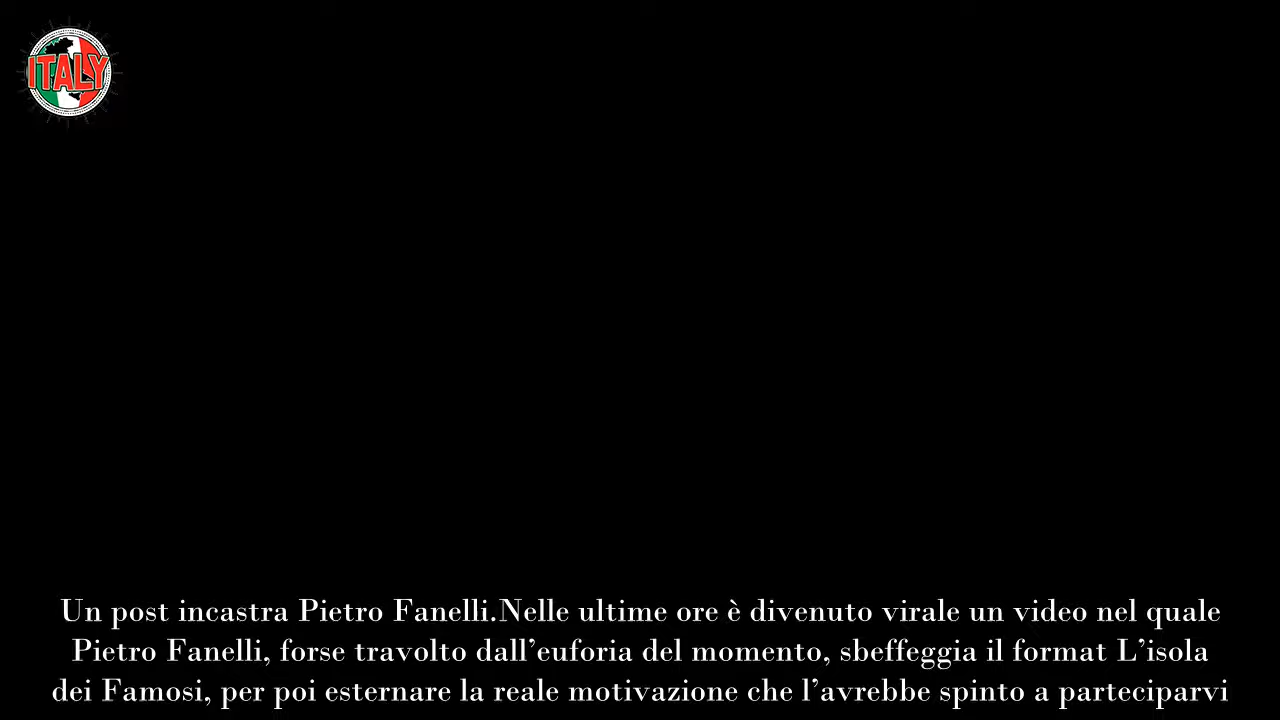 ITALY
Un post incastra Pietro Fanelli.Nelle ultime ore è divenuto virale un video nel quale
Pietro Fanelli, forse travolto dall’euforia del momento, sbeffeggia il format L’isola
dei Famosi, per poi esternare la reale motivazione che l’avrebbe spinto a parteciparvi